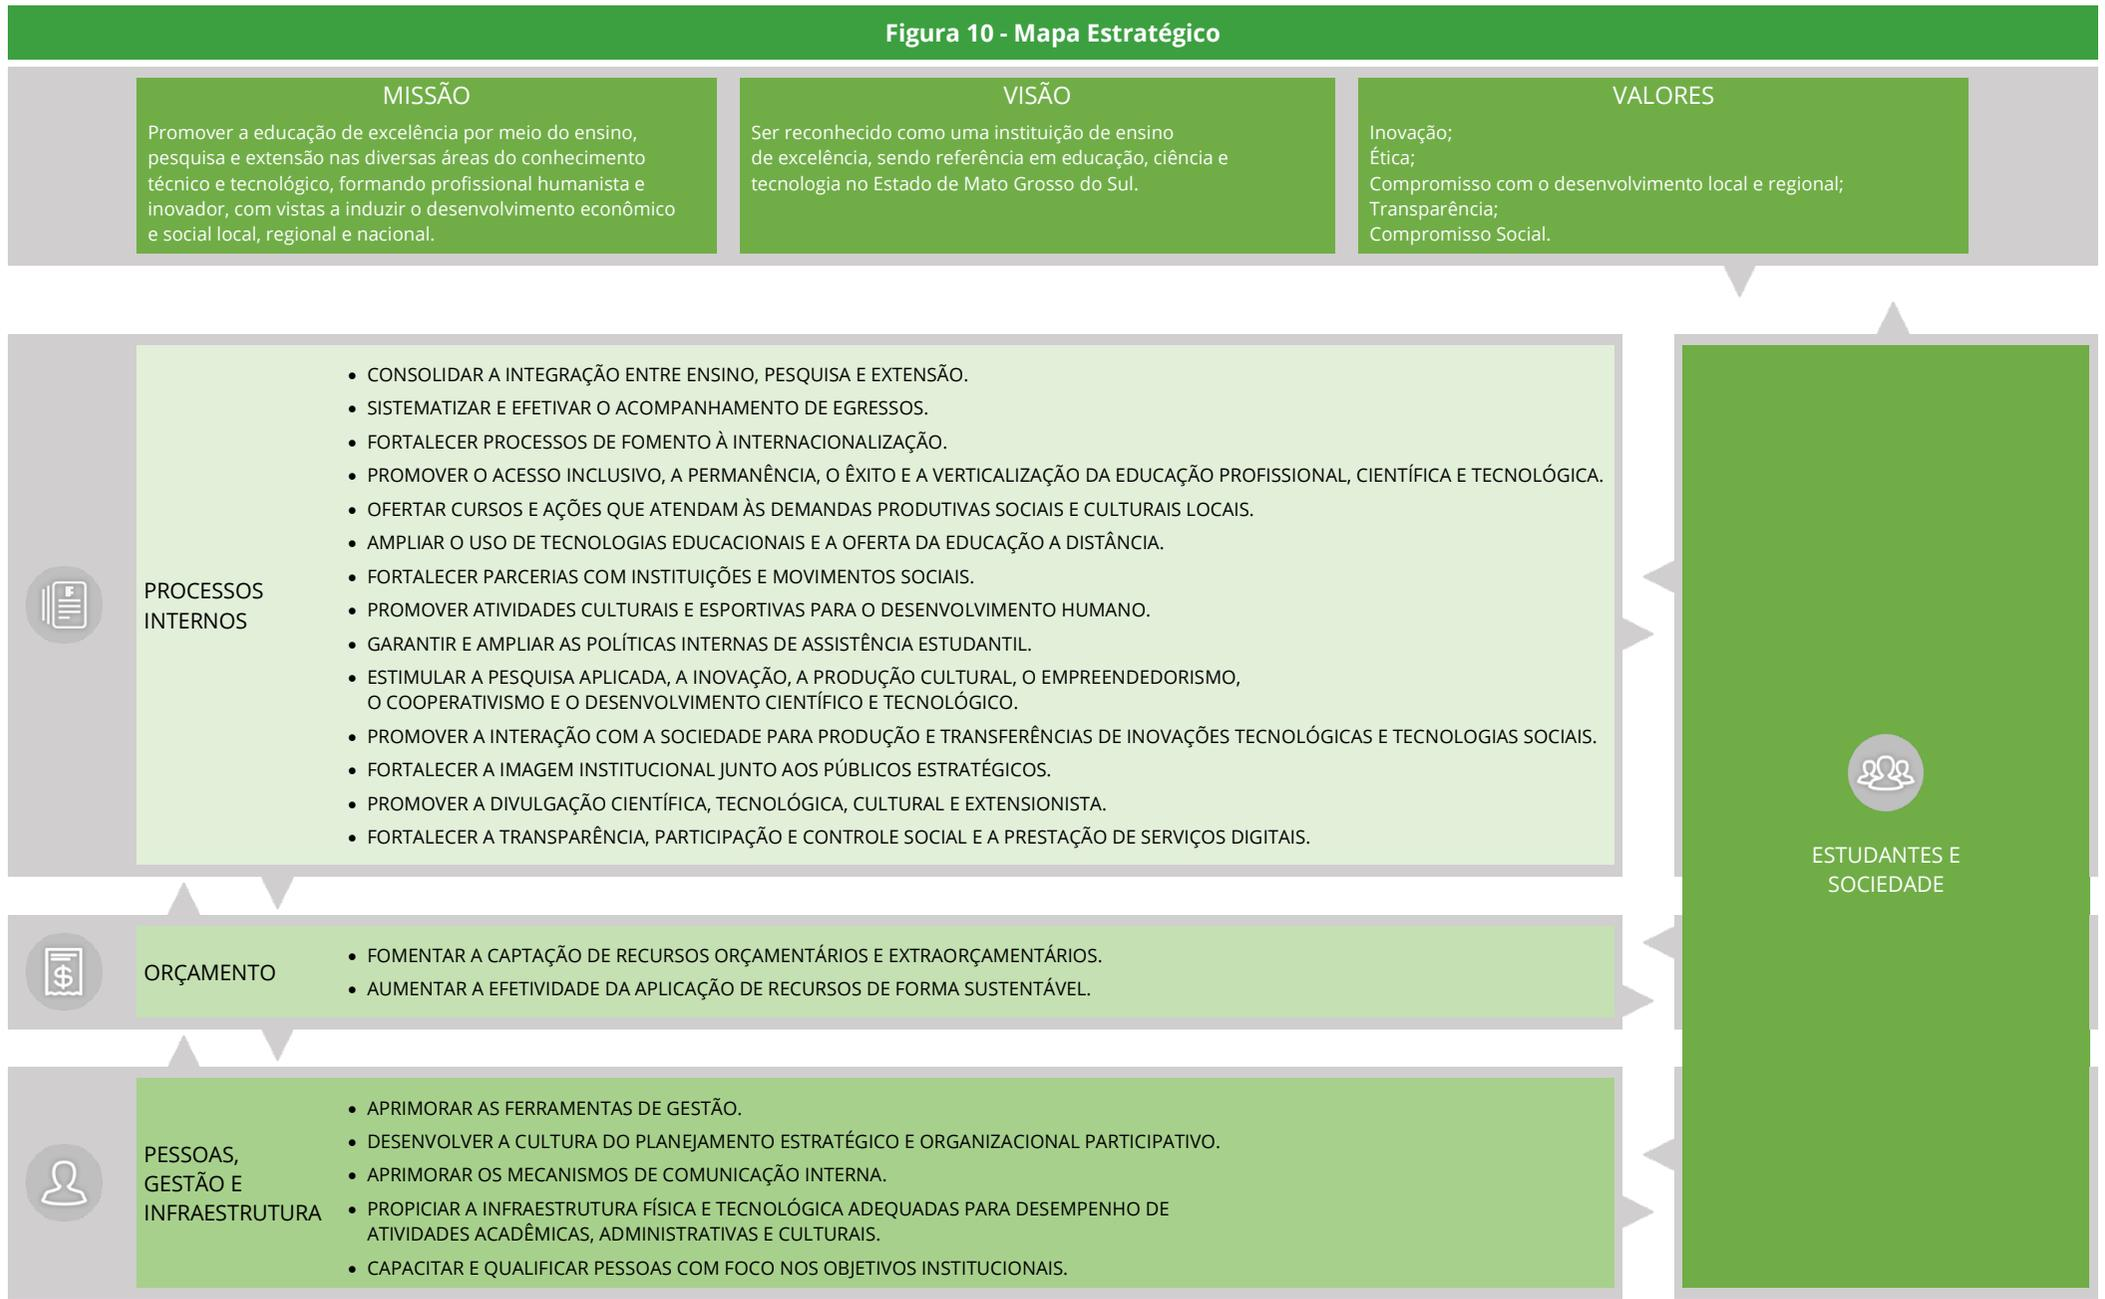 Figura 10 - Mapa Estratégico
MISSÃO
Promover a educação de excelência por meio do ensino,
pesquisa e extensão nas diversas áreas do conhecimento
técnico e tecnológico, formando profissional humanista e
inovador, com vistas a induzir o desenvolvimento econômico
e social local, regional e nacional.
VISÃO
Ser reconhecido como uma instituição de ensino
de excelência, sendo referência em educação, ciência e
tecnologia no Estado de Mato Grosso do Sul.
VALORES
Inovação;
Ética;
Compromisso com o desenvolvimento local e regional;
Transparência;
Compromisso Social.
PROCESSOS
INTERNOS
• CONSOLIDAR A INTEGRAÇÃO ENTRE ENSINO, PESQUISA E EXTENSÃO.
• SISTEMATIZAR E EFETIVAR O ACOMPANHAMENTO DE EGRESSOS.
• FORTALECER PROCESSOS DE FOMENTO À INTERNACIONALIZAÇÃO.
• PROMOVER O ACESSO INCLUSIVO, A PERMANÊNCIA, O ÊXITO E A VERTICALIZAÇÃO DA EDUCAÇÃO PROFISSIONAL, CIENTÍFICA E TECNOLÓGICA.
• OFERTAR CURSOS E AÇÕES QUE ATENDAM ÀS DEMANDAS PRODUTIVAS SOCIAIS E CULTURAIS LOCAIS.
• AMPLIAR O USO DE TECNOLOGIAS EDUCACIONAIS E A OFERTA DA EDUCAÇÃO A DISTÂNCIA.
• FORTALECER PARCERIAS COM INSTITUIÇÕES E MOVIMENTOS SOCIAIS.
• PROMOVER ATIVIDADES CULTURAIS E ESPORTIVAS PARA O DESENVOLVIMENTO HUMANO.
• GARANTIR E AMPLIAR AS POLÍTICAS INTERNAS DE ASSISTÊNCIA ESTUDANTIL.
• ESTIMULAR A PESQUISA APLICADA, A INOVAÇÃO, A PRODUÇÃO CULTURAL, O EMPREENDEDORISMO,
O COOPERATIVISMO E O DESENVOLVIMENTO CIENTÍFICO E TECNOLÓGICO.
• PROMOVER A INTERAÇÃO COM A SOCIEDADE PARA PRODUÇÃO E TRANSFERÊNCIAS DE INOVAÇÕES TECNOLÓGICAS E TECNOLOGIAS SOCIAIS.
• FORTALECER A IMAGEM INSTITUCIONAL JUNTO AOS PÚBLICOS ESTRATÉGICOS.
• PROMOVER A DIVULGAÇÃO CIENTÍFICA, TECNOLÓGICA, CULTURAL E EXTENSIONISTA.
• FORTALECER A TRANSPARÊNCIA, PARTICIPAÇÃO E CONTROLE SOCIAL E A PRESTAÇÃO DE SERVIÇOS DIGITAIS.
ORÇAMENTO
• FOMENTAR A CAPTAÇÃO DE RECURSOS ORÇAMENTÁRIOS E EXTRAORÇAMENTÁRIOS.
• AUMENTAR A EFETIVIDADE DA APLICAÇÃO DE RECURSOS DE FORMA SUSTENTÁVEL.
PESSOAS,
GESTÃO E
INFRAESTRUTURA
• APRIMORAR AS FERRAMENTAS DE GESTÃO.
• DESENVOLVER A CULTURA DO PLANEJAMENTO ESTRATÉGICO E ORGANIZACIONAL PARTICIPATIVO.
• APRIMORAR OS MECANISMOS DE COMUNICAÇÃO INTERNA.
• PROPICIAR A INFRAESTRUTURA FÍSICA E TECNOLÓGICA ADEQUADAS PARA DESEMPENHO DE
ATIVIDADES ACADÊMICAS, ADMINISTRATIVAS E CULTURAIS.
• CAPACITAR E QUALIFICAR PESSOAS COM FOCO NOS OBJETIVOS INSTITUCIONAIS.
ESTUDANTES E
SOCIEDADE